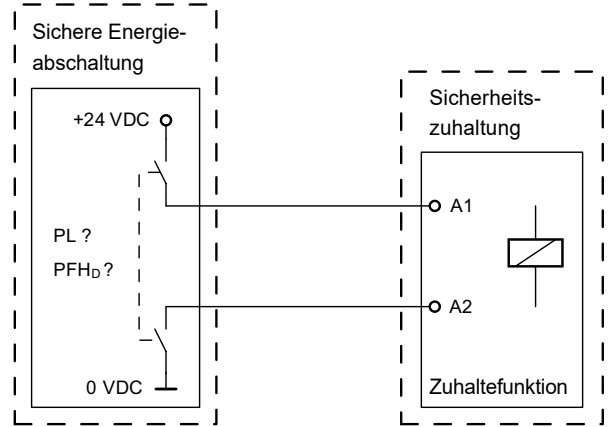 Sichere Energie-
abschaltung
+24 VDC
PL ?
PFHD ?
0 VDC
Sicherheits-
zuhaltung
A1
A2
Zuhaltefunktion